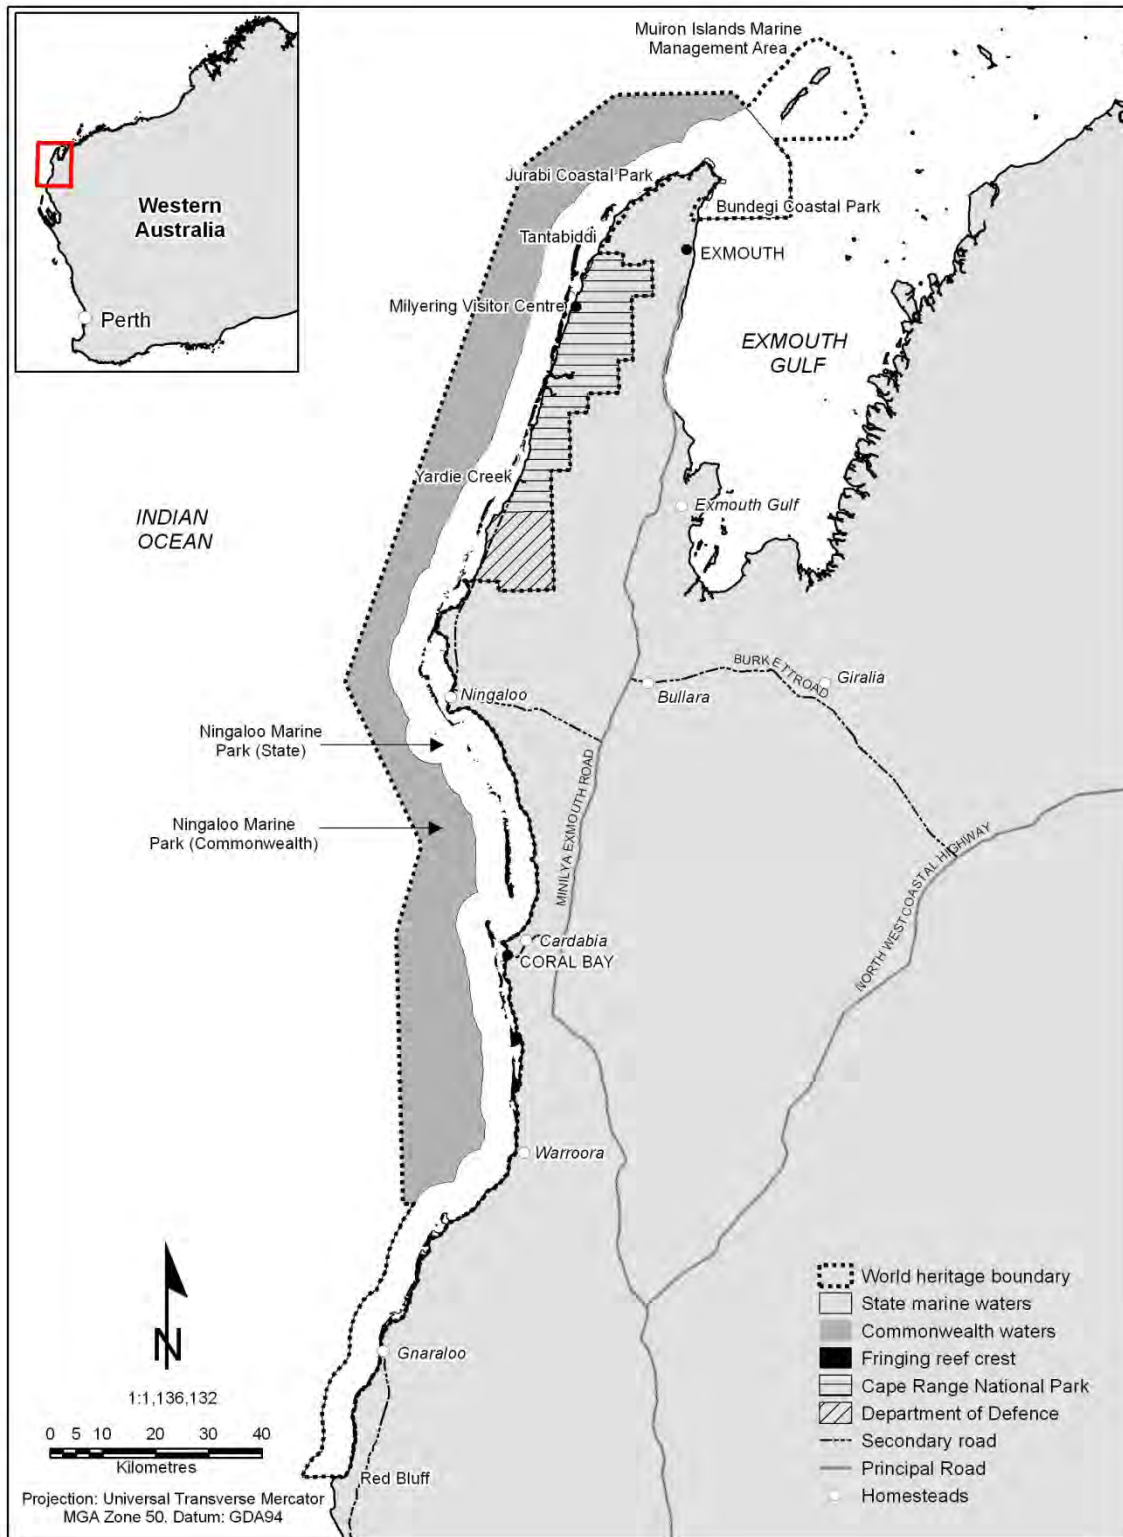 Western
Australia
Perth
Muiron Islands Marine
Management Area
Jurabi Coastal Park
Bundegi Coastal Park
Tantabiddi
EXMOUTH
Milyering Visitor Centre
EXMOUTH
GULF
Yardie Creek
Exmouth Gulf
INDIAN
OCEAN
BURKETT ROAD
Giralia
Bullara
Ningaloo
Ningaloo Marine
Park (State)
Ningaloo Marine
Park (Commonwealth)
MINILYA EXMOUTH ROAD
NORTH WEST COASTAL HIGHWAY
Cardabia
CORAL BAY
Warroora
Gnaraloo
Red Bluff
N
1:1,136,132
0 5 10 20 30 40
Kilometres
Projection: Universal Transverse Mercator
MGA Zone 50. Datum: GDA94
World heritage boundary
State marine waters
Commonwealth waters
Fringing reef crest
Cape Range National Park
Department of Defence
Secondary road
Principal Road
Homesteads